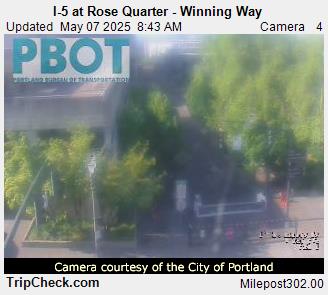 I-5 at Rose Quarter - Winning Way
Updated May 07 2025 8:43 AM Camera 4
PBOT
PORTLAND BUREAU OF TRANSPORTATION
Camera courtesy of the City of Portland
TripCheck.com Milepost302.00